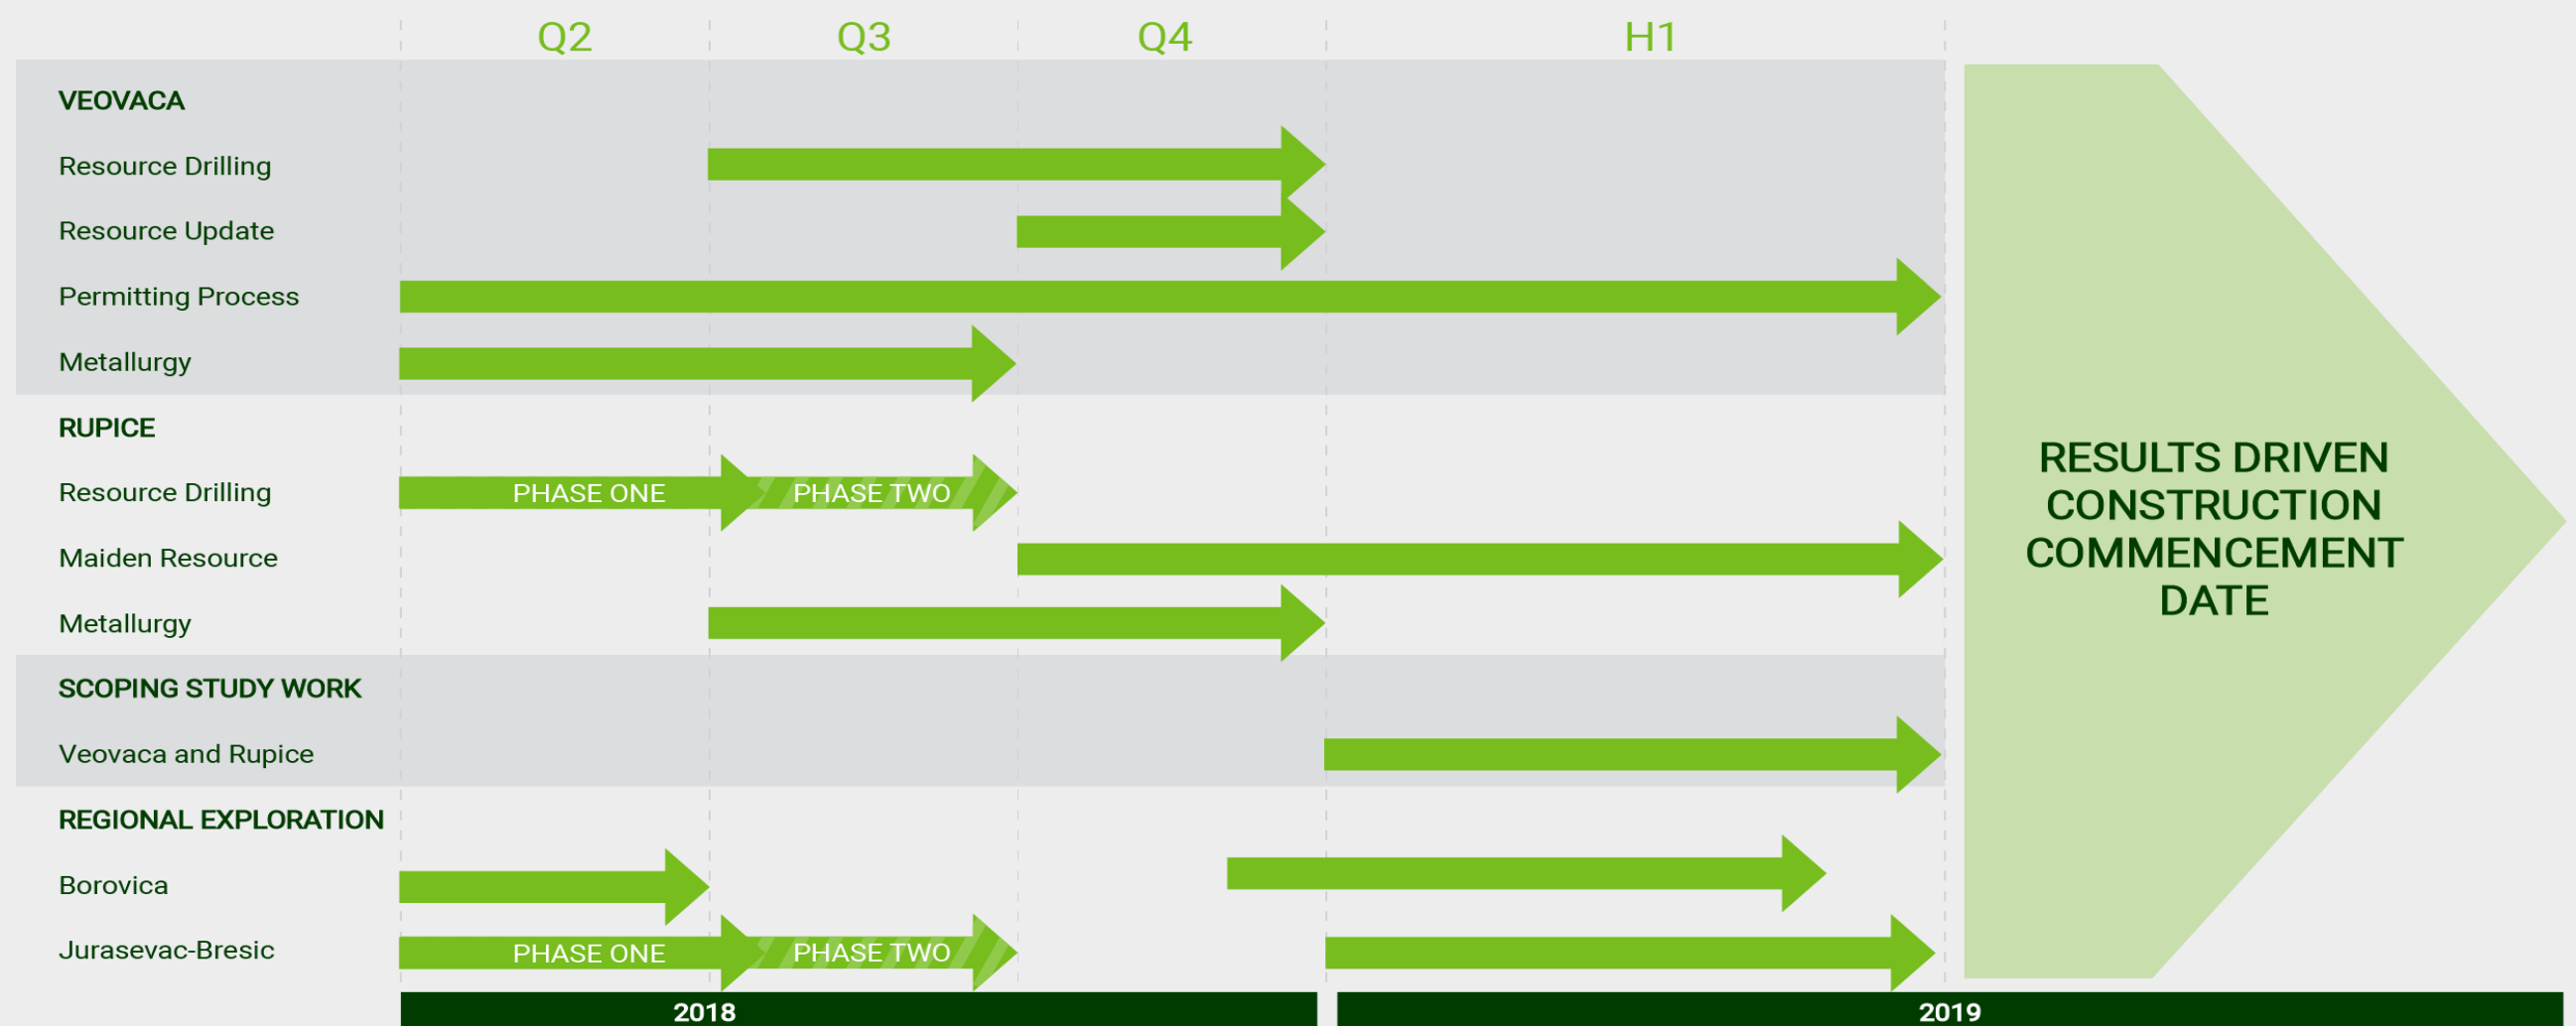 Q2 Q3 Q4 H1
VEOVACA
Resource Drilling
Resource Update
Permitting Process
Metallurgy
RUPICE
Resource Drilling PHASE ONE PHASE TWO
Maiden Resource
Metallurgy
SCOPING STUDY WORK
Veovaca and Rupice
REGIONAL EXPLORATION
Borovica
Jurasevac-Bresic PHASE ONE PHASE TWO
RESULTS DRIVEN
CONSTRUCTION
COMMENCEMENT
DATE
2018 2019